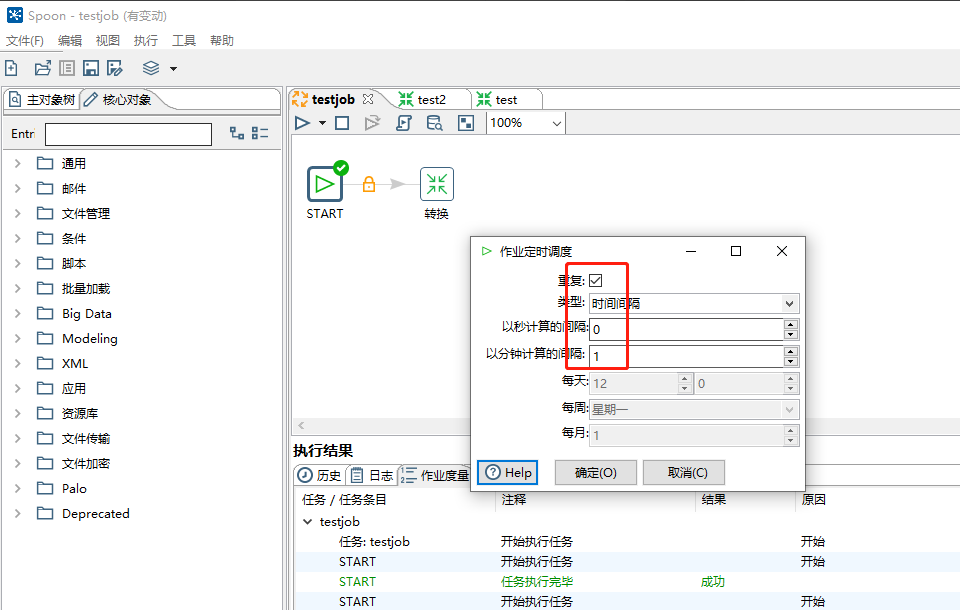 Spoon - testjob (有变动)
文件(F) 编辑 视图 执行 工具 帮助
主对象树 核心对象
Entri
通用
邮件
文件管理
条件
脚本
批量加载
Big Data
Modeling
XML
应用
资源库
文件传输
文件加密
Palo
Deprecated
testjob test2 test
100%
START
转换
作业定时调度
重复:
类型: 时间间隔
以秒计算的间隔: 0
以分钟计算的间隔: 1
每天: 12 0
每周: 星期一
每月: 1
Help 确定(O) 取消(C)
执行结果
历史 日志 作业度量
任务 / 任务条目 注释 结果 原因
testjob
任务: testjob 开始执行任务 开始
START 开始执行任务 开始
START 任务执行完毕 成功
START 开始执行任务 开始